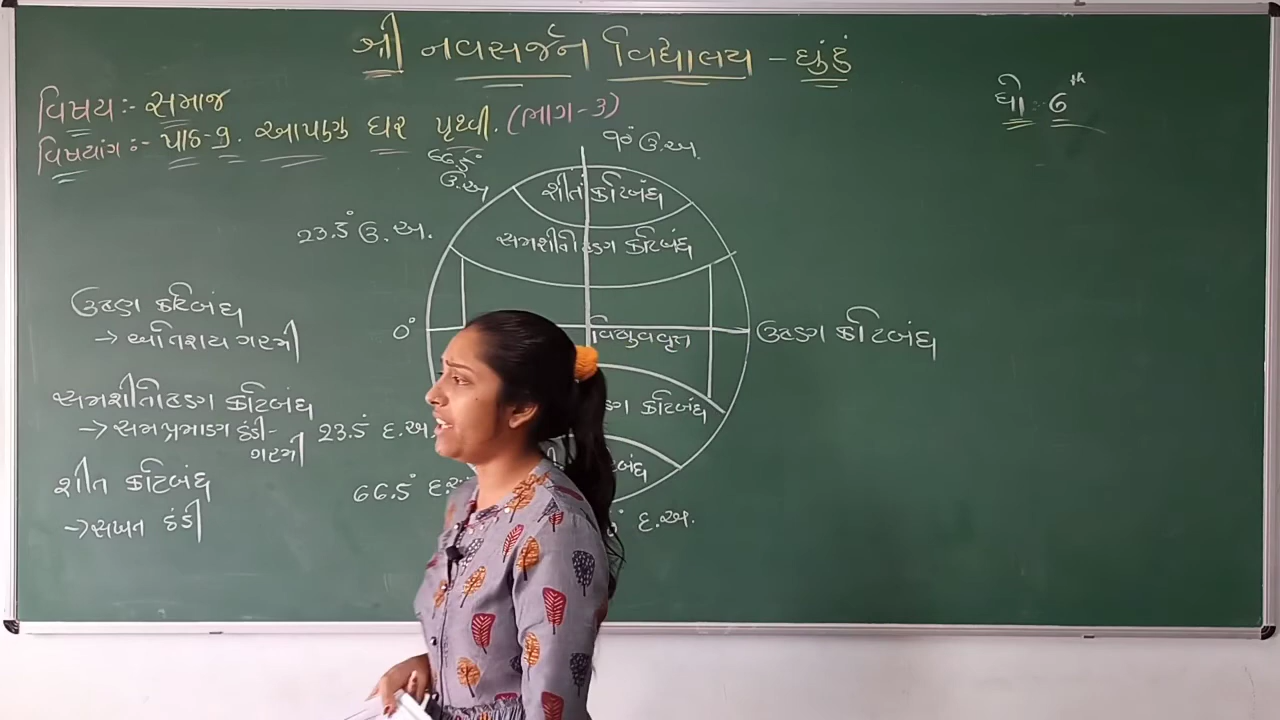 શ્રી નવસર્જન વિદ્યાલય - ઘુંટું
ધો :- 6th
વિષય :- સમાજ
વિષયાંગ :- પાઠ-9. આપણુ ઘર પૃથ્વી. (ભાગ-3)
90° ઉ.અ.
66.5° ઉ.અ
શીત કટિબંધ
23.5° ઉ.અ.
સમશીતોષ્ણ કટિબંધ
ઉષ્ણ કટિબંધ
→ અતિશય ગરમી
0°
વિષુવવૃત્ત
ઉષ્ણ કટિબંધ
સમશીતોષ્ણ કટિબંધ
→ સમપ્રમાણ ઠંડી-
ગરમી
23.5° દ.અ.
કટિબંધ
શીત કટિબંધ
66.5° દ.
→ સખત ઠંડી
દ.અ.